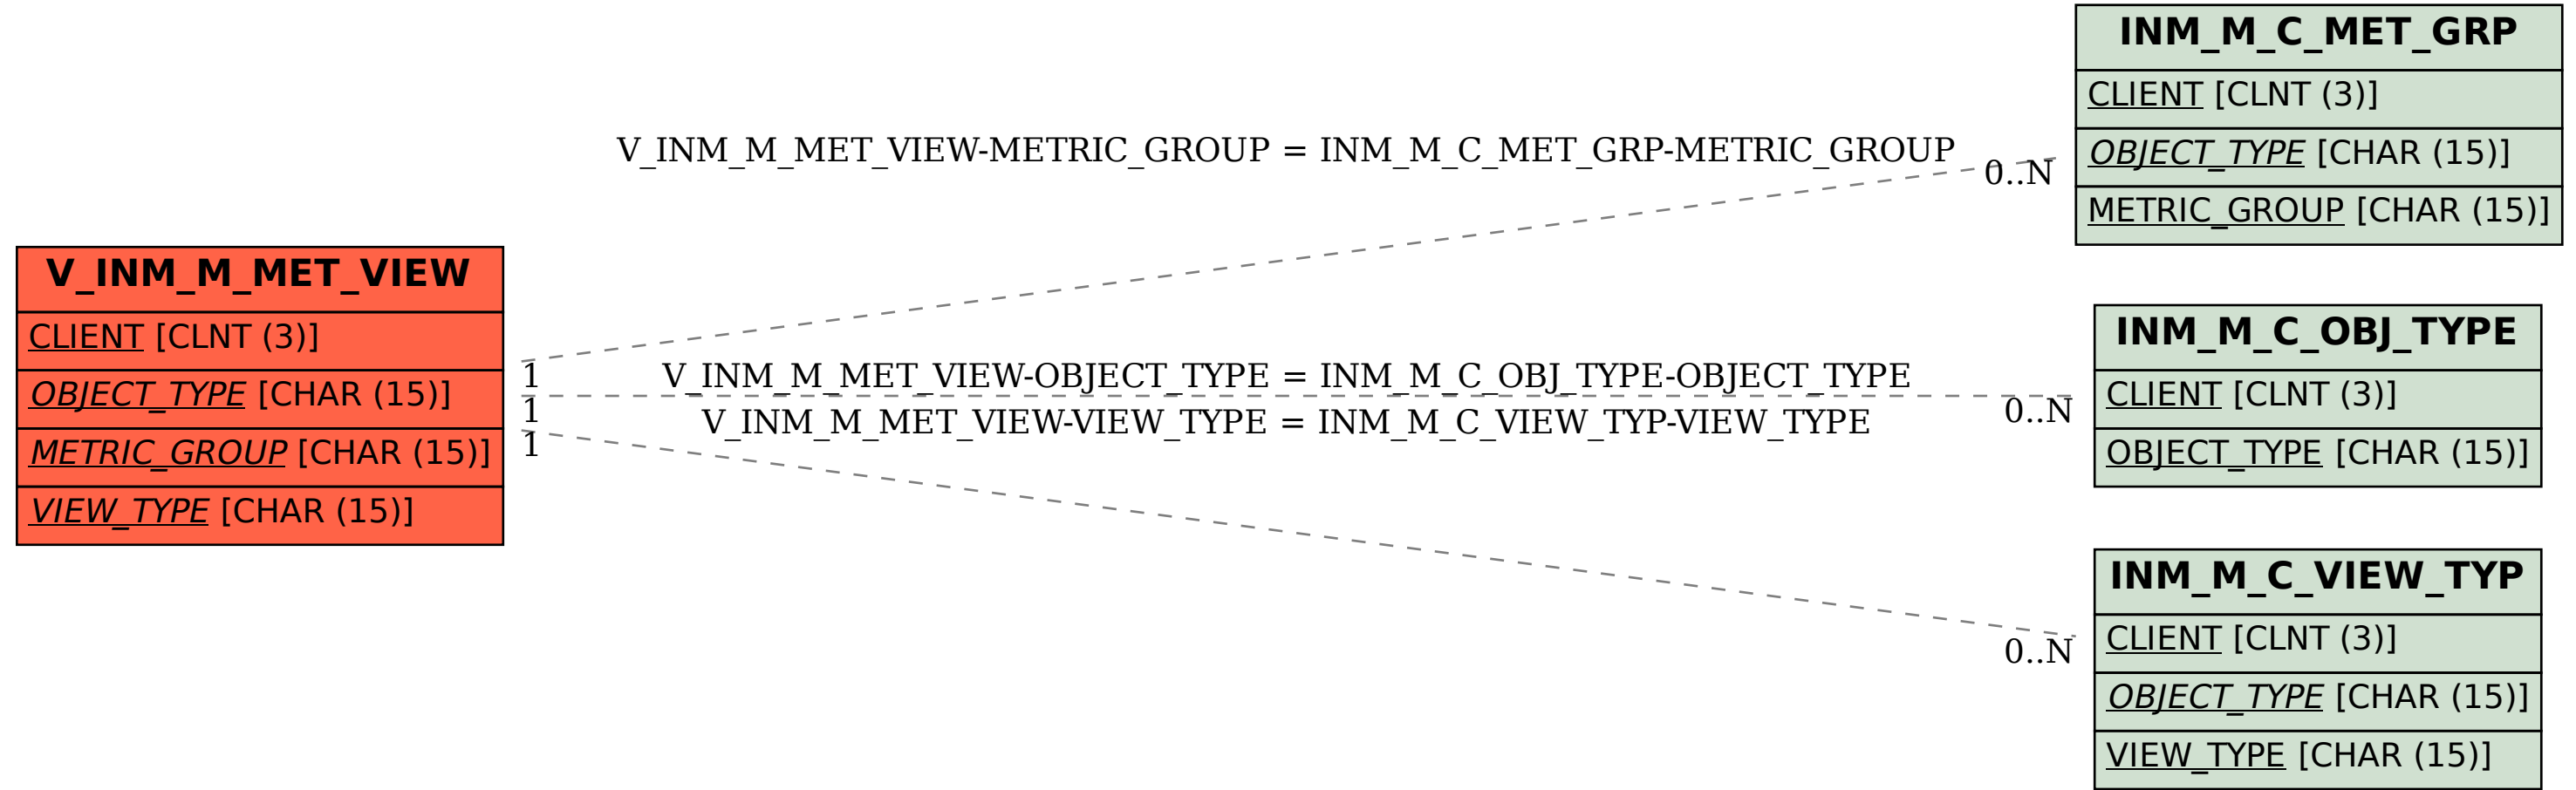 V_INM_M_MET_VIEW
CLIENT [CLNT (3)]
OBJECT_TYPE [CHAR (15)]
METRIC_GROUP [CHAR (15)]
VIEW_TYPE [CHAR (15)]
V_INM_M_MET_VIEW-METRIC_GROUP = INM_M_C_MET_GRP-METRIC_GROUP
0..N
1
V_INM_M_MET_VIEW-OBJECT_TYPE = INM_M_C_OBJ_TYPE-OBJECT_TYPE
0..N
1
V_INM_M_MET_VIEW-VIEW_TYPE = INM_M_C_VIEW_TYP-VIEW_TYPE
1
0..N
INM_M_C_MET_GRP
CLIENT [CLNT (3)]
OBJECT_TYPE [CHAR (15)]
METRIC_GROUP [CHAR (15)]
INM_M_C_OBJ_TYPE
CLIENT [CLNT (3)]
OBJECT_TYPE [CHAR (15)]
INM_M_C_VIEW_TYP
CLIENT [CLNT (3)]
OBJECT_TYPE [CHAR (15)]
VIEW_TYPE [CHAR (15)]